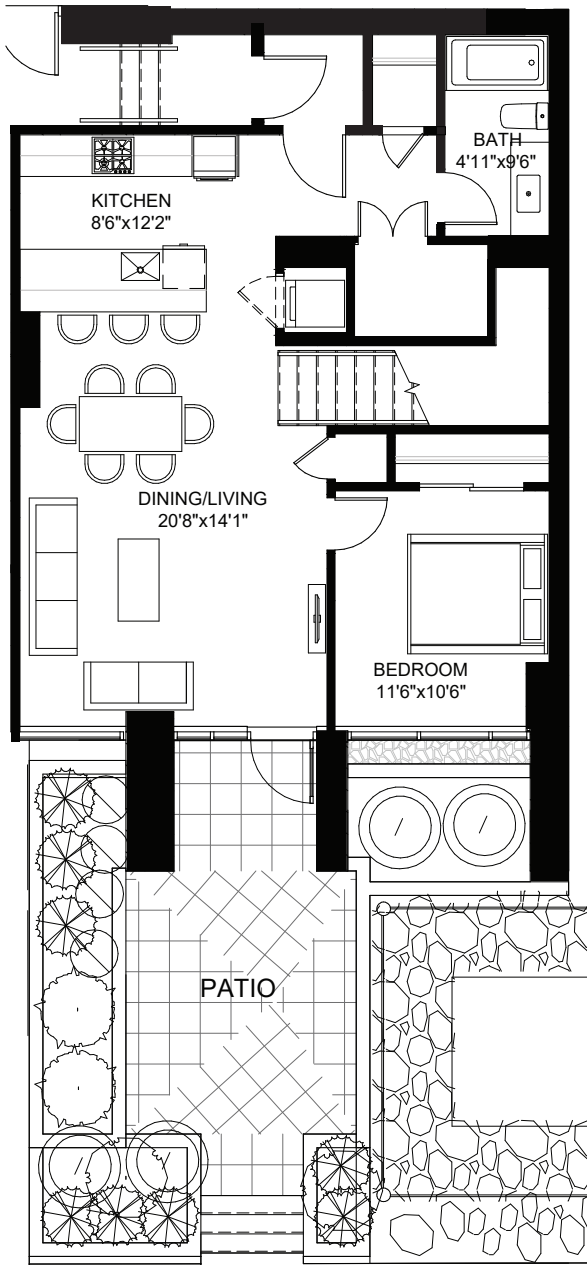 BATH
4'11"x9'6"
KITCHEN
8'6"x12'2"
DINING/LIVING
20'8"x14'1"
BEDROOM
11'6"x10'6"
PATIO